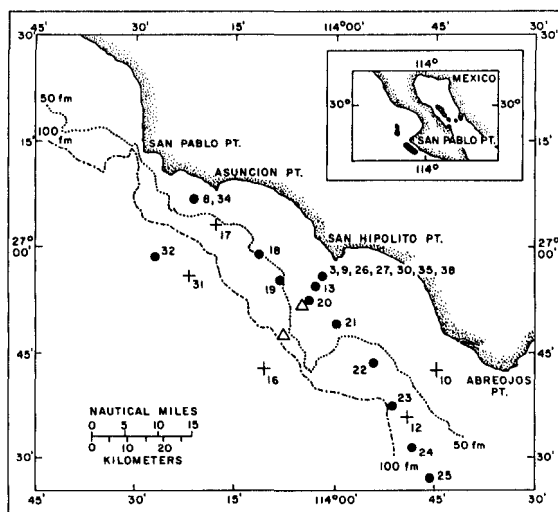 45' 30' 15' 114°00' 45'
30' 30'
50 fm
100 fm
15'
SAN PABLO PT.
ASUNCION PT.
114°
MEXICO
30° 30°
SAN PABLO PT.
114°
15'
8, 34
17
SAN HIPOLITO PT.
27°
00'
00'
32
18
3, 9, 26, 27, 30, 35, 38
31
19
13
20
21
45' 45'
16
22
10
ABREOJOS
PT.
NAUTICAL MILES
0 5 10 15
0 10 20
KILOMETERS
23
12
50 fm
24
30'
100 fm
25
30'
45' 30' 15' 114°00' 45'